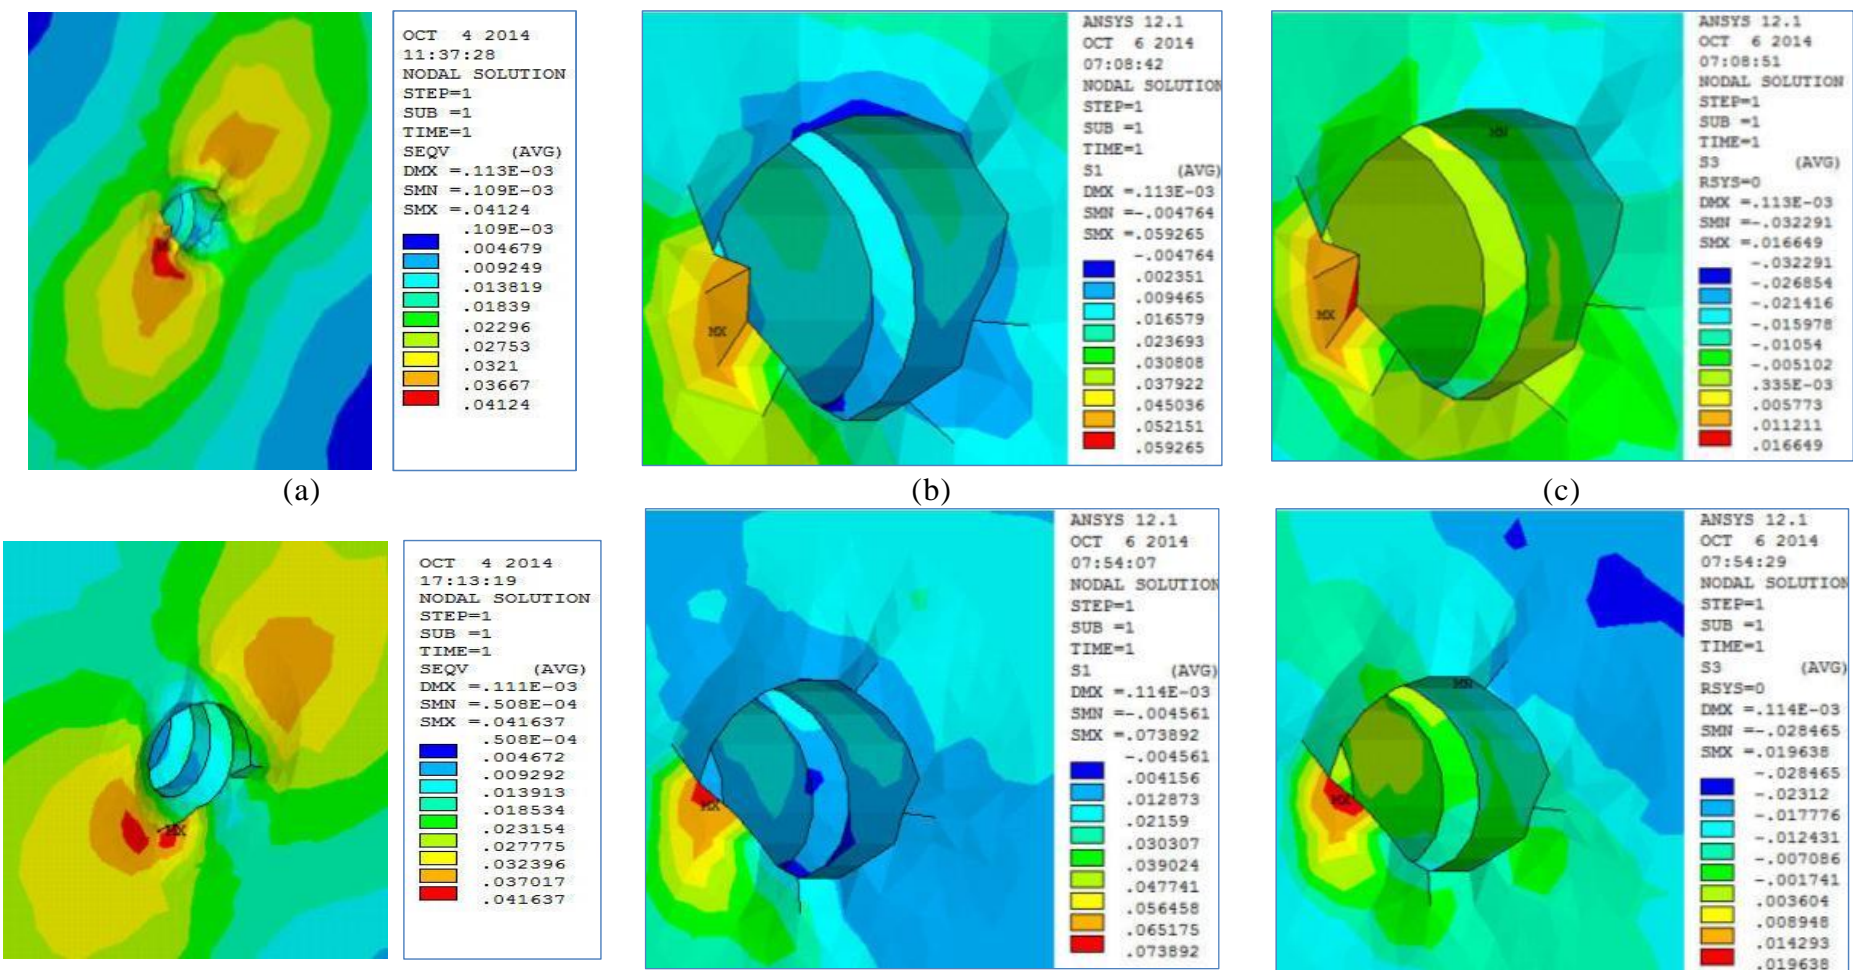 OCT 4 2014
11:37:28
NODAL SOLUTION
STEP=1
SUB =1
TIME=1
SEQV (AVG)
DMX =.113E-03
SMN =.109E-03
SMX =.04124
.109E-03
.004679
.009249
.013819
.01839
.02296
.02753
.0321
.03667
.04124
(a)
ANSYS 12.1
OCT 6 2014
07:08:42
NODAL SOLUTION
STEP=1
SUB =1
TIME=1
S1 (AVG)
DMX =.113E-03
SMN =-.004764
SMX =.059265
-.004764
.002351
.009465
.016579
.023693
.030808
.037922
.045036
.052151
.059265
MX
(b)
ANSYS 12.1
OCT 6 2014
07:08:51
NODAL SOLUTION
STEP=1
SUB =1
TIME=1
S3 (AVG)
RSYS=0
DMX =.113E-03
SMN =-.032291
SMX =.016649
-.032291
-.026854
-.021416
-.015978
-.01054
-.005102
.335E-03
.005773
.011211
.016649
MN
MX
(c)
OCT 4 2014
17:13:19
NODAL SOLUTION
STEP=1
SUB =1
TIME=1
SEQV (AVG)
DMX =.111E-03
SMN =.508E-04
SMX =.041637
.508E-04
.004672
.009292
.013913
.018534
.023154
.027775
.032396
.037017
.041637
MX
ANSYS 12.1
OCT 6 2014
07:54:07
NODAL SOLUTION
STEP=1
SUB =1
TIME=1
S1 (AVG)
DMX =.114E-03
SMN =-.004561
SMX =.073892
-.004561
.004156
.012873
.02159
.030307
.039024
.047741
.056458
.065175
.073892
MX
ANSYS 12.1
OCT 6 2014
07:54:29
NODAL SOLUTION
STEP=1
SUB =1
TIME=1
S3 (AVG)
RSYS=0
DMX =.114E-03
SMN =-.028465
SMX =.019638
-.028465
-.02312
-.017776
-.012431
-.007086
-.001741
.003604
.008948
.014293
.019638
MN
MX